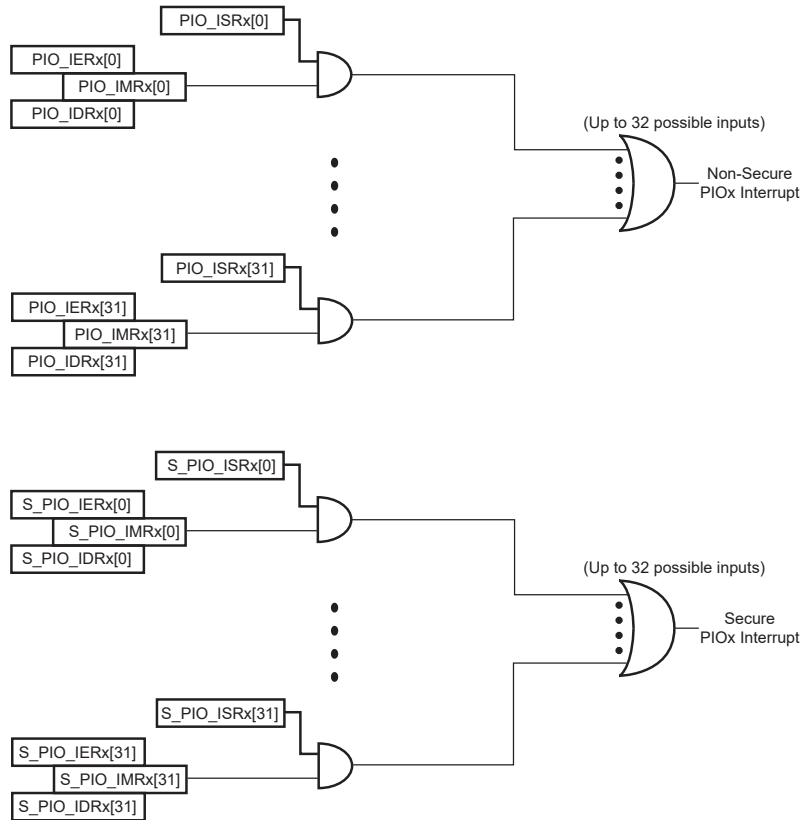 PIO_ISRx[0]
PIO_IERx[0]
PIO_IMRx[0]
PIO_IDRx[0]
(Up to 32 possible inputs)
Non-Secure
PIOx Interrupt
PIO_ISRx[31]
PIO_IERx[31]
PIO_IMRx[31]
PIO_IDRx[31]
S_PIO_ISRx[0]
S_PIO_IERx[0]
S_PIO_IMRx[0]
S_PIO_IDRx[0]
(Up to 32 possible inputs)
Secure
PIOx Interrupt
S_PIO_ISRx[31]
S_PIO_IERx[31]
S_PIO_IMRx[31]
S_PIO_IDRx[31]